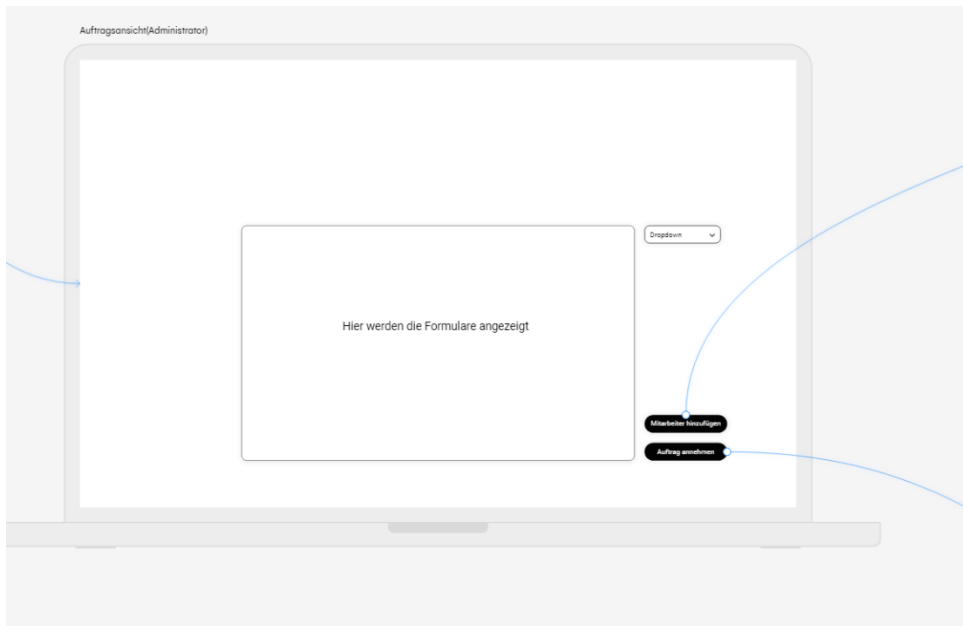 Auftragsansicht(Administrator)
Dropdown
Hier werden die Formulare angezeigt
Mitarbeiter hinzufügen
Auftrag annehmen